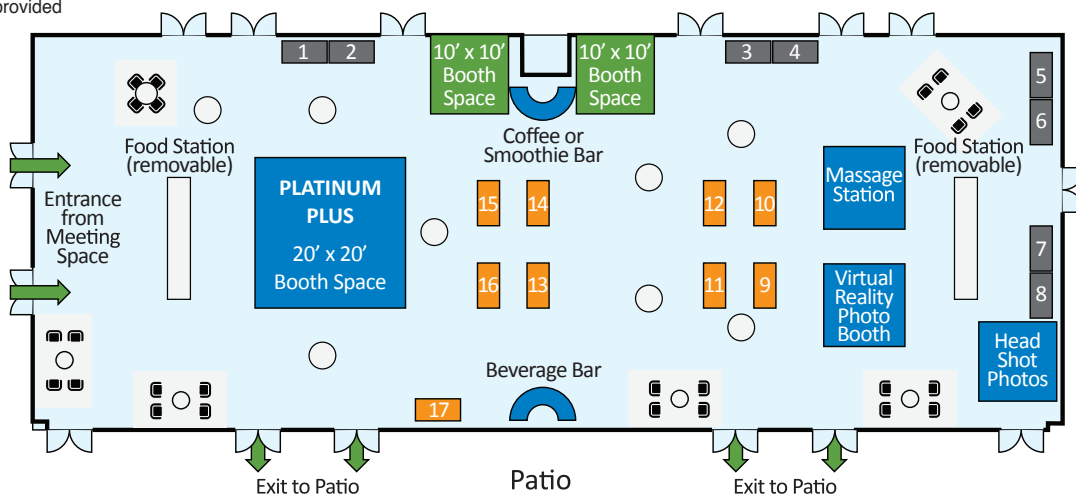 provided
1 2
10’ x 10’
Booth
Space
10’ x 10’
Booth
Space
3 4
5
6
Coffee or
Smoothie Bar
Food Station
(removable)
Food Station
(removable)
Entrance
from
Meeting
Space
PLATINUM
PLUS
20’ x 20’
Booth Space
15 14
12 10
16 13
11 9
Massage
Station
Virtual
Reality
Photo
Booth
7
8
Head
Shot
Photos
Beverage Bar
17
Exit to Patio
Patio
Exit to Patio